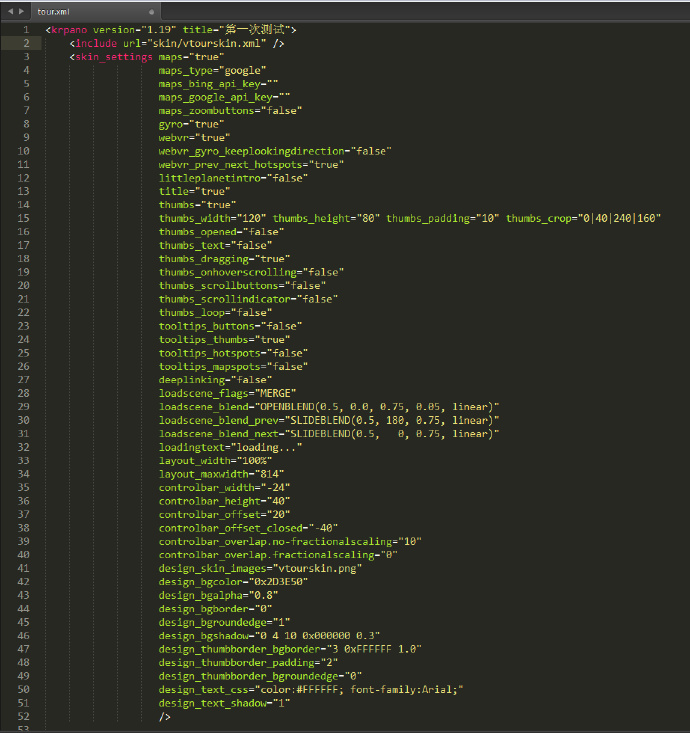 tour.xml
1 <krpano version="1.19" title="第一次测试">
2 <include url="skin/vtourskin.xml" />
3 <skin_settings maps="true"
4 maps_type="google"
5 maps_bing_api_key=""
6 maps_google_api_key=""
7 maps_zoombuttons="false"
8 gyro="true"
9 webvr="true"
10 webvr_gyro_keeplookingdirection="false"
11 webvr_prev_next_hotspots="true"
12 littleplanetintro="false"
13 title="true"
14 thumbs="true"
15 thumbs_width="120" thumbs_height="80" thumbs_padding="10" thumbs_crop="0|40|240|160"
16 thumbs_opened="false"
17 thumbs_text="false"
18 thumbs_dragging="true"
19 thumbs_onhoverscrolling="false"
20 thumbs_scrollbuttons="false"
21 thumbs_scrollindicator="false"
22 thumbs_loop="false"
23 tooltips_buttons="false"
24 tooltips_thumbs="true"
25 tooltips_hotspots="false"
26 tooltips_mapspots="false"
27 deeplinking="false"
28 loadscene_flags="MERGE"
29 loadscene_blend="OPENBLEND(0.5, 0.0, 0.75, 0.05, linear)"
30 loadscene_blend_prev="SLIDEBLEND(0.5, 180, 0.75, linear)"
31 loadscene_blend_next="SLIDEBLEND(0.5,   0, 0.75, linear)"
32 loadingtext="loading..."
33 layout_width="100%"
34 layout_maxwidth="814"
35 controlbar_width="-24"
36 controlbar_height="40"
37 controlbar_offset="20"
38 controlbar_offset_closed="-40"
39 controlbar_overlap.no-fractionalscaling="10"
40 controlbar_overlap.fractionalscaling="0"
41 design_skin_images="vtourskin.png"
42 design_bgcolor="0x2D3E50"
43 design_bgalpha="0.8"
44 design_bgborder="0"
45 design_bgroundedge="1"
46 design_bgshadow="0 4 10 0x000000 0.3"
47 design_thumbborder_bgborder="3 0xFFFFFF 1.0"
48 design_thumbborder_padding="2"
49 design_thumbborder_bgroundedge="0"
50 design_text_css="color:#FFFFFF; font-family:Arial;"
51 design_text_shadow="1"
52 />
53